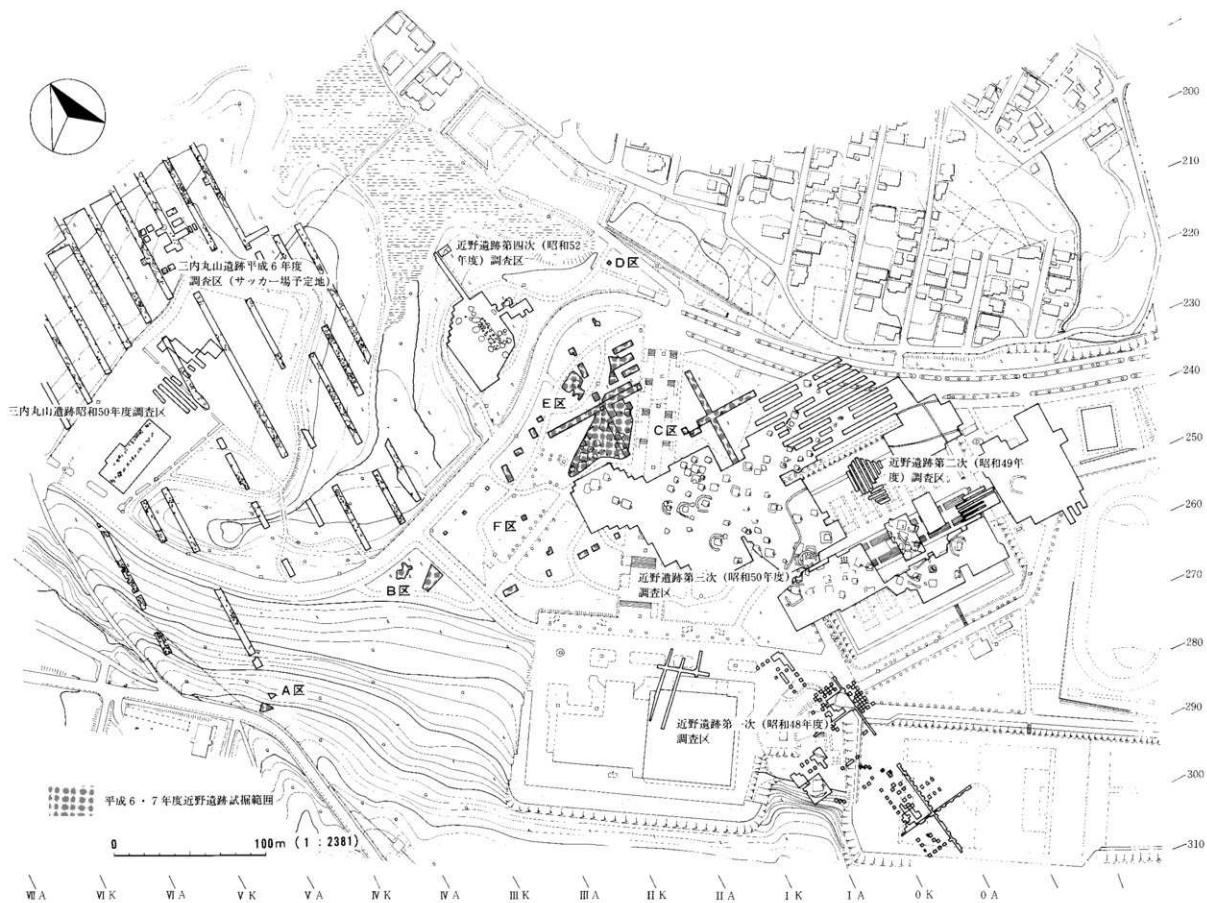 200
210
220
近野遺跡第四次（昭和52
年度）調査区
D区
三内丸山遺跡平成6年度
調査区（サッカー場予定地）
230
240
E区
三内丸山遺跡昭和50年度調査区
C区
250
近野遺跡第二次（昭和49年
度）調査区
260
F区
近野遺跡第三次（昭和50年度）
調査区
270
B区
280
A区
290
近野遺跡第一次（昭和48年度）
調査区
300
平成6・7年度近野遺跡試掘範囲
0 100m (1:2381)
310
ⅦA ⅥK ⅥA ⅤK ⅤA ⅣK ⅣA ⅢK ⅢA ⅡK ⅡA ⅠK ⅠA 0K 0A